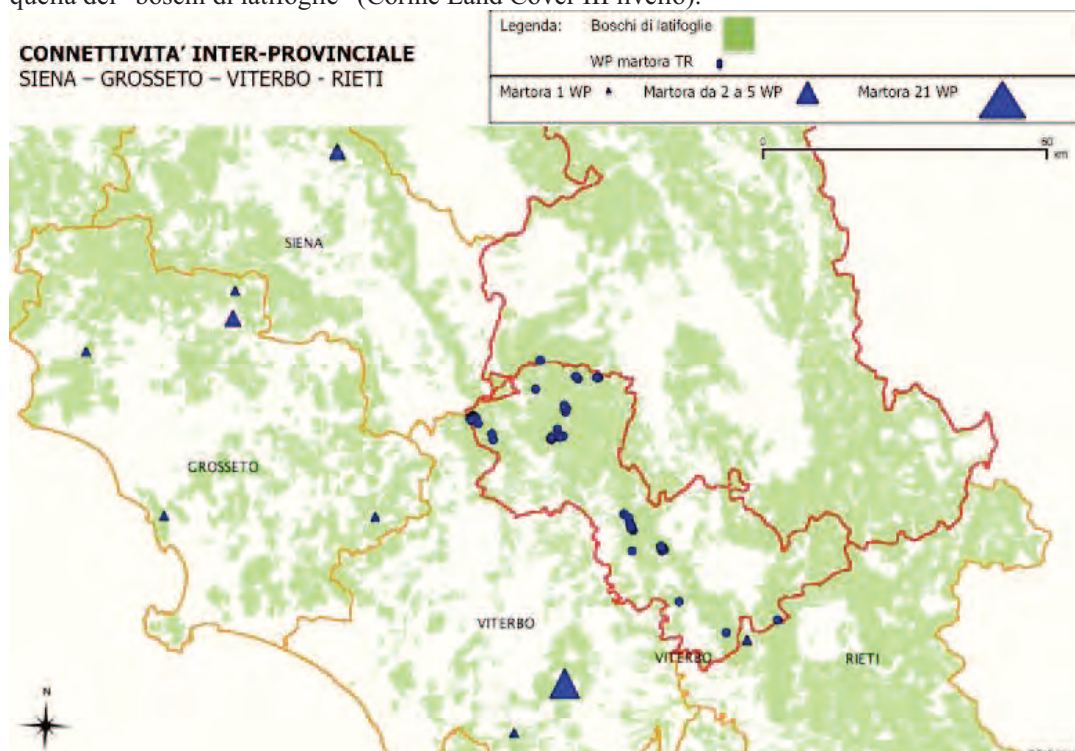 quella dei "boschi di latifoglie" (Corine Land Cover III livello).
CONNETTIVITA' INTER-PROVINCIALE
SIENA – GROSSETO – VITERBO - RIETI
Legenda: Boschi di latifoglie
WP martora TR
Martora 1 WP Martora da 2 a 5 WP Martora 21 WP
0 60
km
SIENA
GROSSETO
VITERBO
VITERBO
RIETI
N